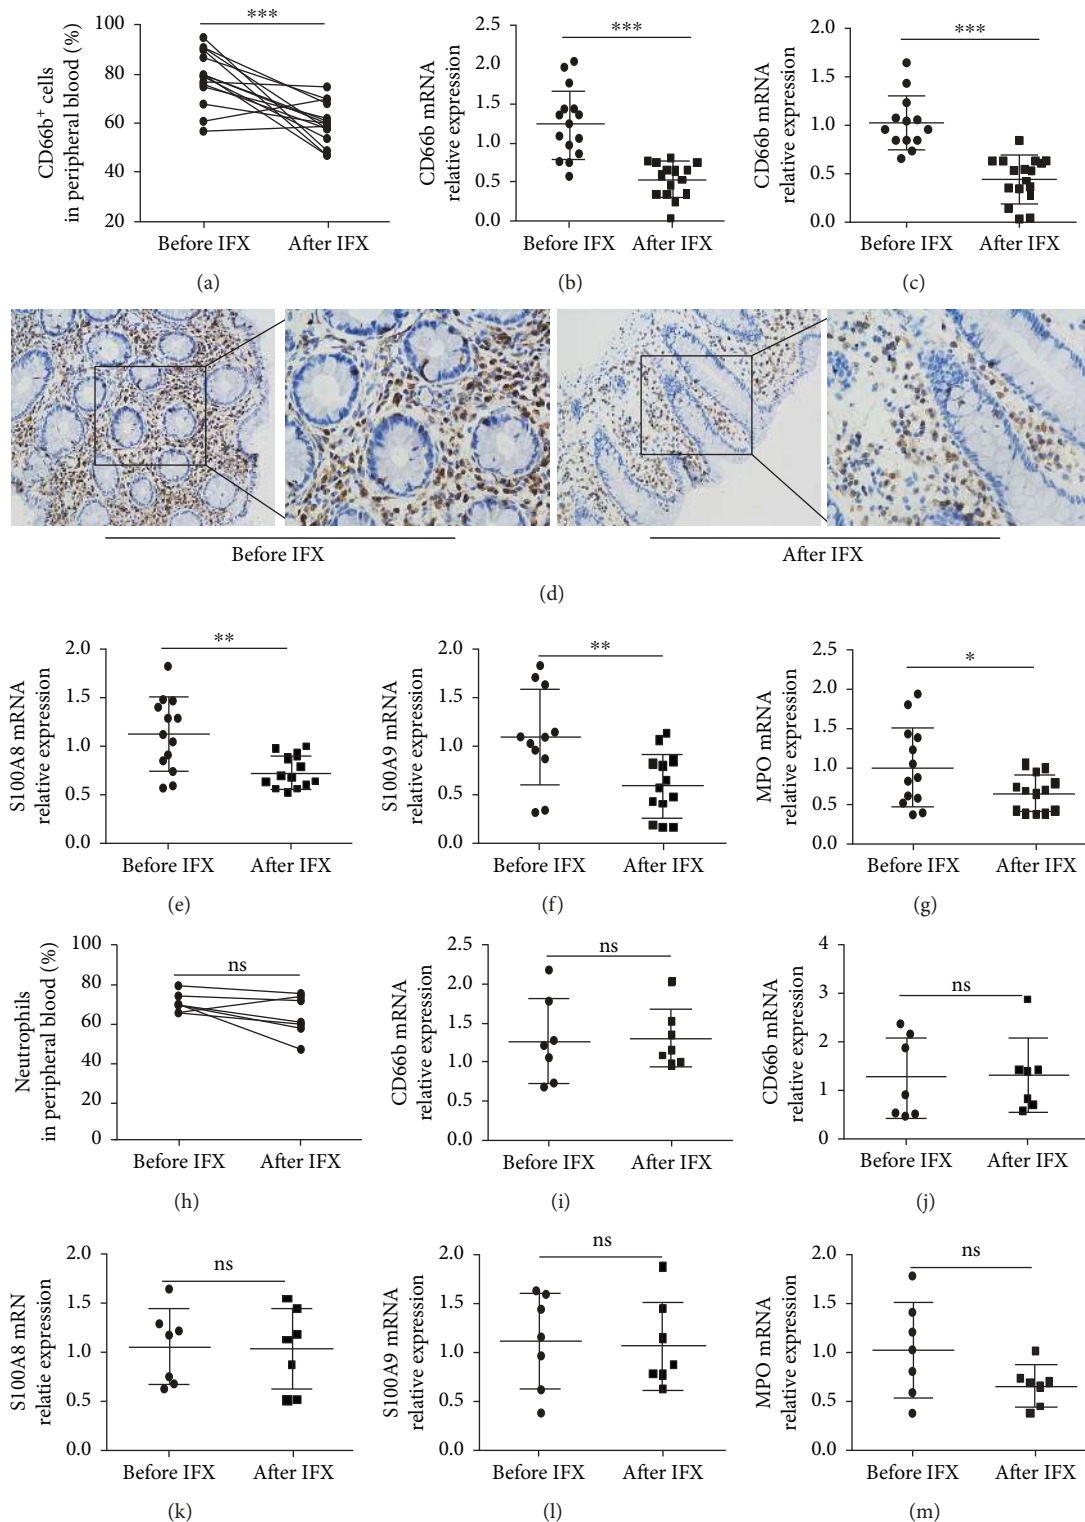 100
80
60
40
20
CD66b+ cells
in peripheral blood (%)
***
Before IFX
After IFX
(a)
2.5
2.0
1.5
1.0
0.5
0.0
CD66b mRNA
relative expression
***
Before IFX
After IFX
(b)
2.0
1.5
1.0
0.5
0.0
CD66b mRNA
relative expression
***
Before IFX
After IFX
(c)
Before IFX
After IFX
(d)
2.0
1.5
1.0
0.5
0.0
S100A8 mRNA
relative expression
**
Before IFX
After IFX
(e)
2.0
1.5
1.0
0.5
0.0
S100A9 mRNA
relative expression
**
Before IFX
After IFX
(f)
2.5
2.0
1.5
1.0
0.5
0.0
MPO mRNA
relative expression
*
Before IFX
After IFX
(g)
100
80
60
40
20
0
Neutrophils
in peripheral blood (%)
ns
Before IFX
After IFX
(h)
2.5
2.0
1.5
1.0
0.5
0.0
CD66b mRNA
relative expression
ns
Before IFX
After IFX
(i)
4
3
2
1
0
CD66b mRNA
relative expression
ns
Before IFX
After IFX
(j)
2.0
1.5
1.0
0.5
0.0
S100A8 mRN
relatie expression
ns
Before IFX
After IFX
(k)
2.0
1.5
1.0
0.5
0.0
S100A9 mRNA
relative expression
ns
Before IFX
After IFX
(l)
2.0
1.5
1.0
0.5
0.0
MPO mRNA
relative expression
ns
Before IFX
After IFX
(m)